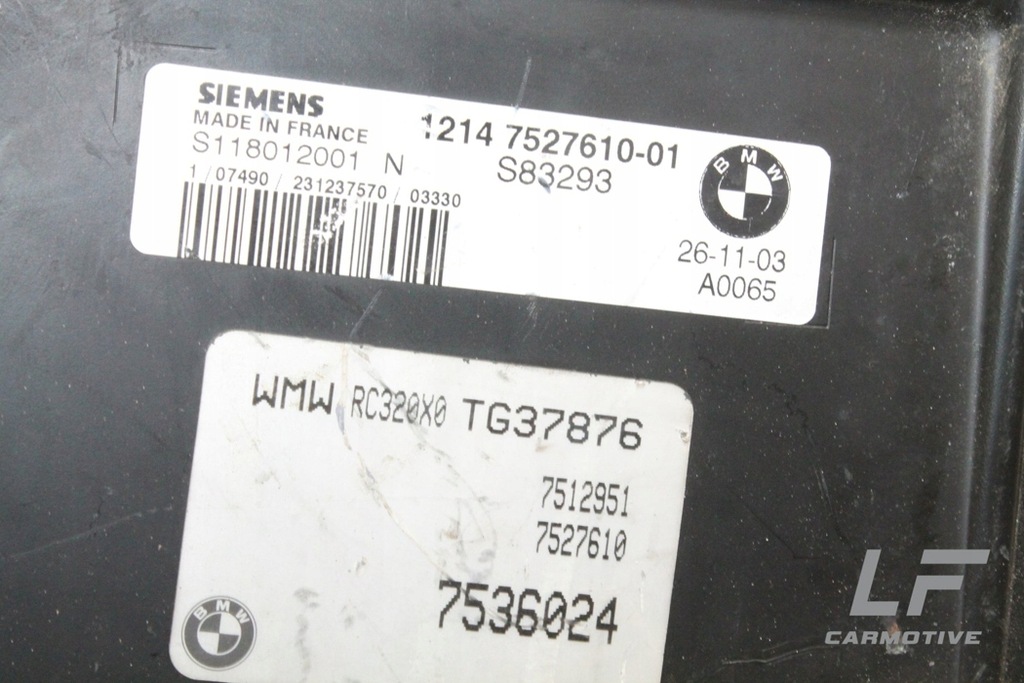 SIEMENS
MADE IN FRANCE
1214 7527610-01
S118012001 N
S83293
1 07490 / 231237570 / 03330
BMW
26-11-03
A0065
WMW RC320X0 TG37876
7512951
7527610
7536024
BMW
LF
CARMOTIVE